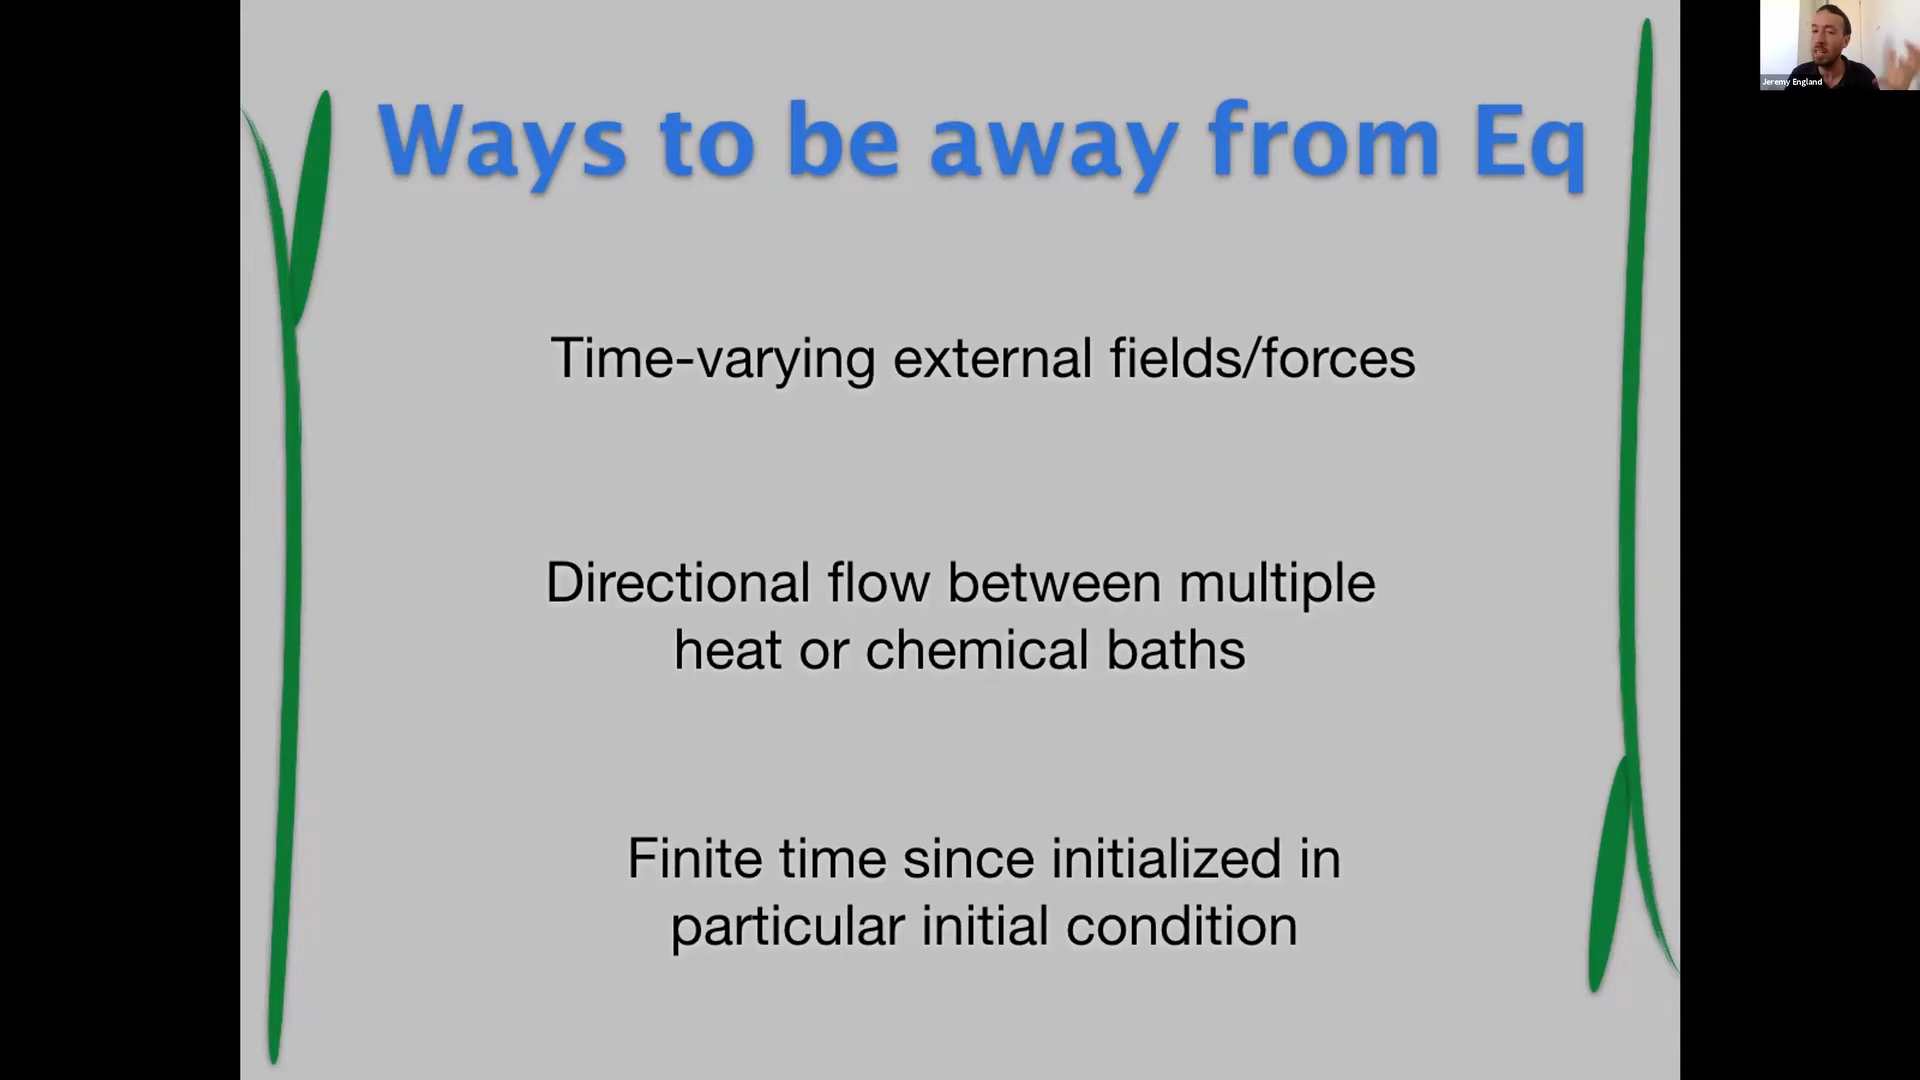 Ways to be away from Eq
Jeremy England
Time-varying external fields/forces
Directional flow between multiple
heat or chemical baths
Finite time since initialized in
particular initial condition